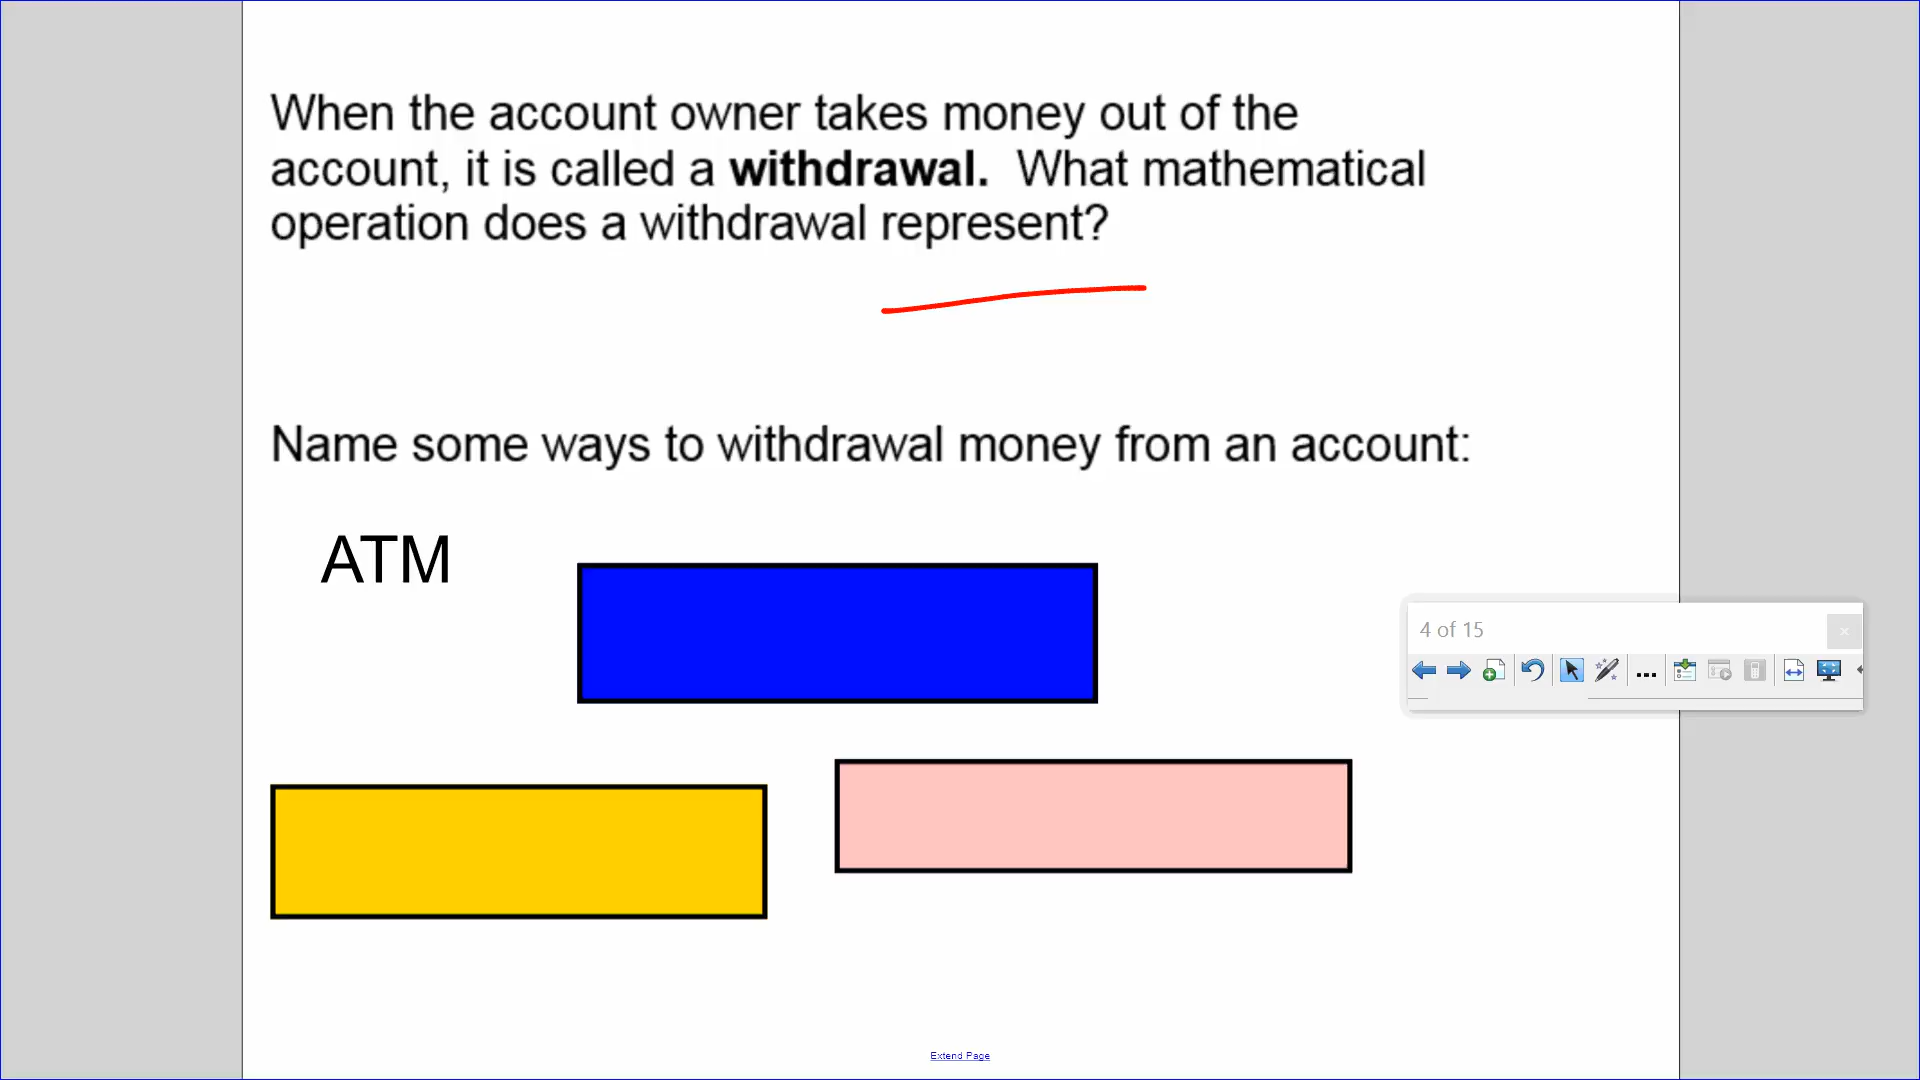 When the account owner takes money out of the
account, it is called a withdrawal. What mathematical
operation does a withdrawal represent?
Name some ways to withdrawal money from an account:
ATM
4 of 15
Extend Page